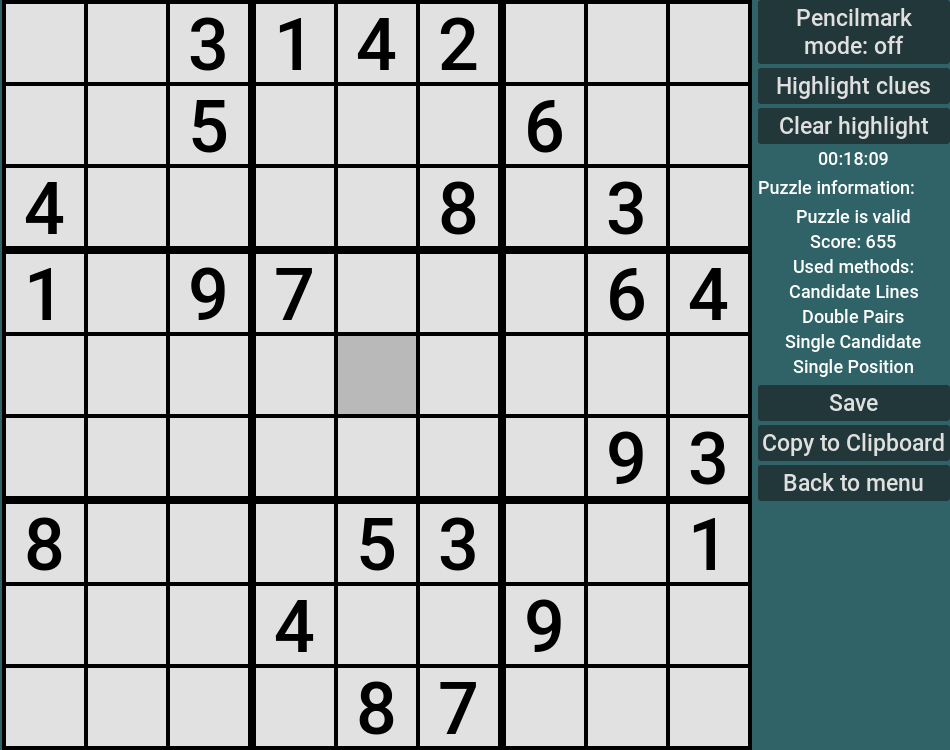 3 1 4 2
5 6
4 8 3
1 9 7 6 4
9 3
8 5 3 1
4 9
8 7
Pencilmark
mode: off
Highlight clues
Clear highlight
00:18:09
Puzzle information:
Puzzle is valid
Score: 655
Used methods:
Candidate Lines
Double Pairs
Single Candidate
Single Position
Save
Copy to Clipboard
Back to menu